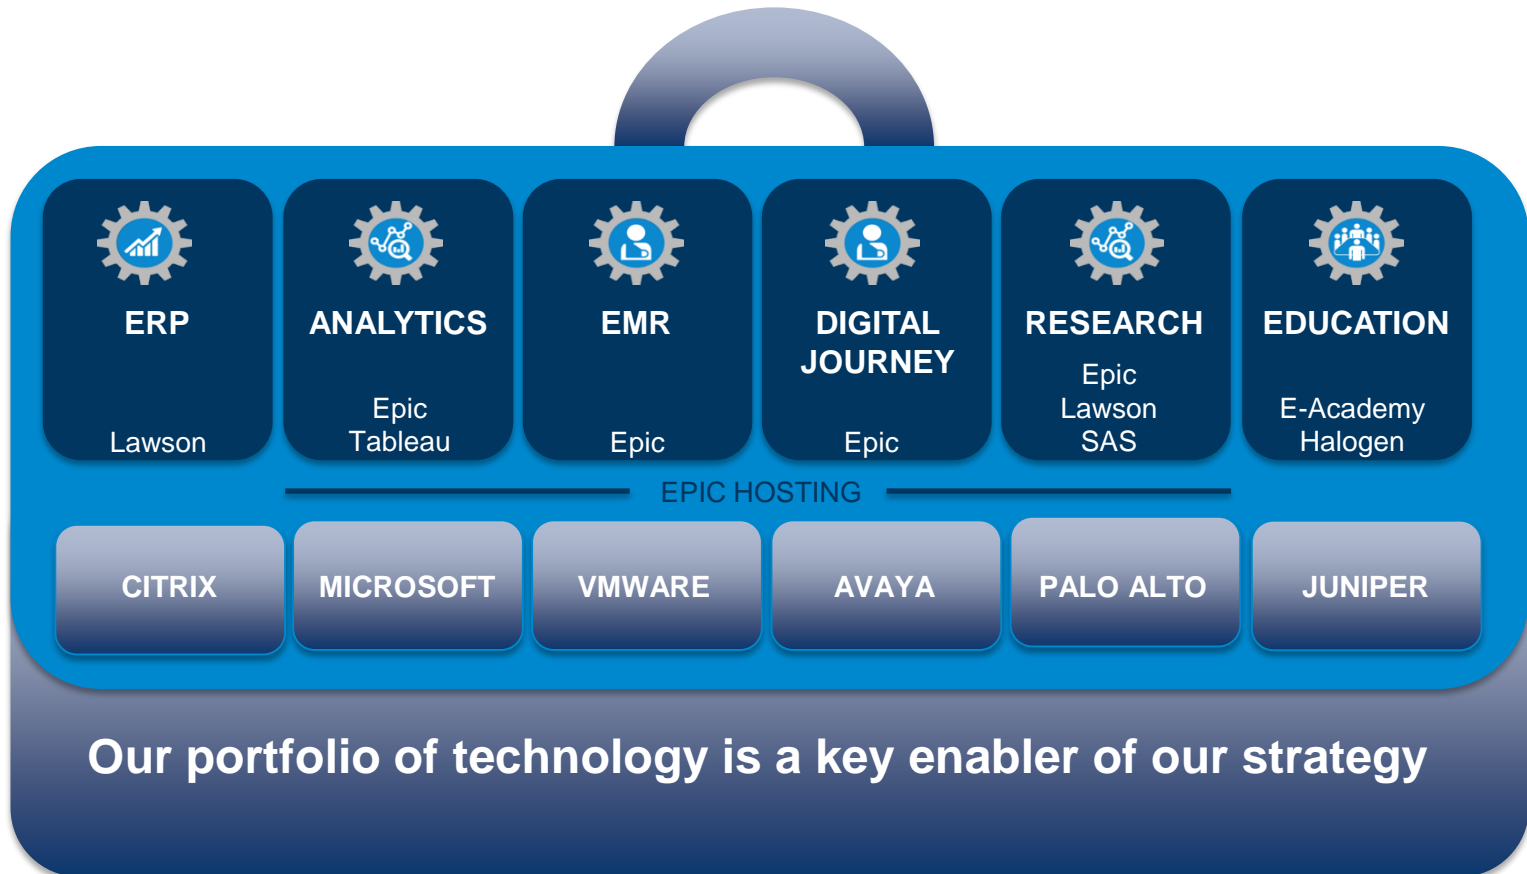 ERP
Lawson
ANALYTICS
Epic
Tableau
EMR
Epic
DIGITAL
JOURNEY
Epic
RESEARCH
Epic
Lawson
SAS
EDUCATION
E-Academy
Halogen
EPIC HOSTING
CITRIX
MICROSOFT
VMWARE
AVAYA
PALO ALTO
JUNIPER
Our portfolio of technology is a key enabler of our strategy